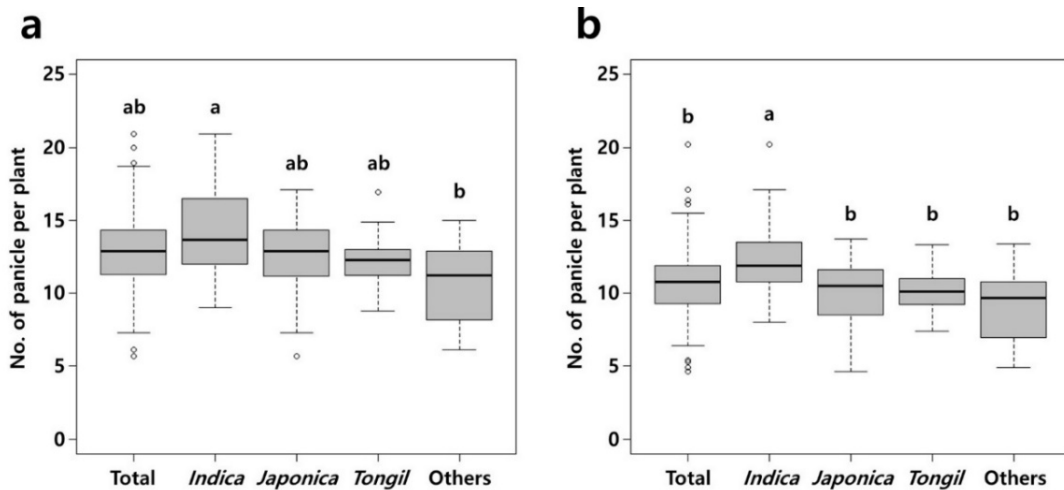 a
No. of panicle per plant
25
20
15
10
5
0
ab
a
ab
ab
b
Total
Indica
Japonica
Tongil
Others
b
No. of panicle per plant
25
20
15
10
5
0
b
a
b
b
b
Total
Indica
Japonica
Tongil
Others